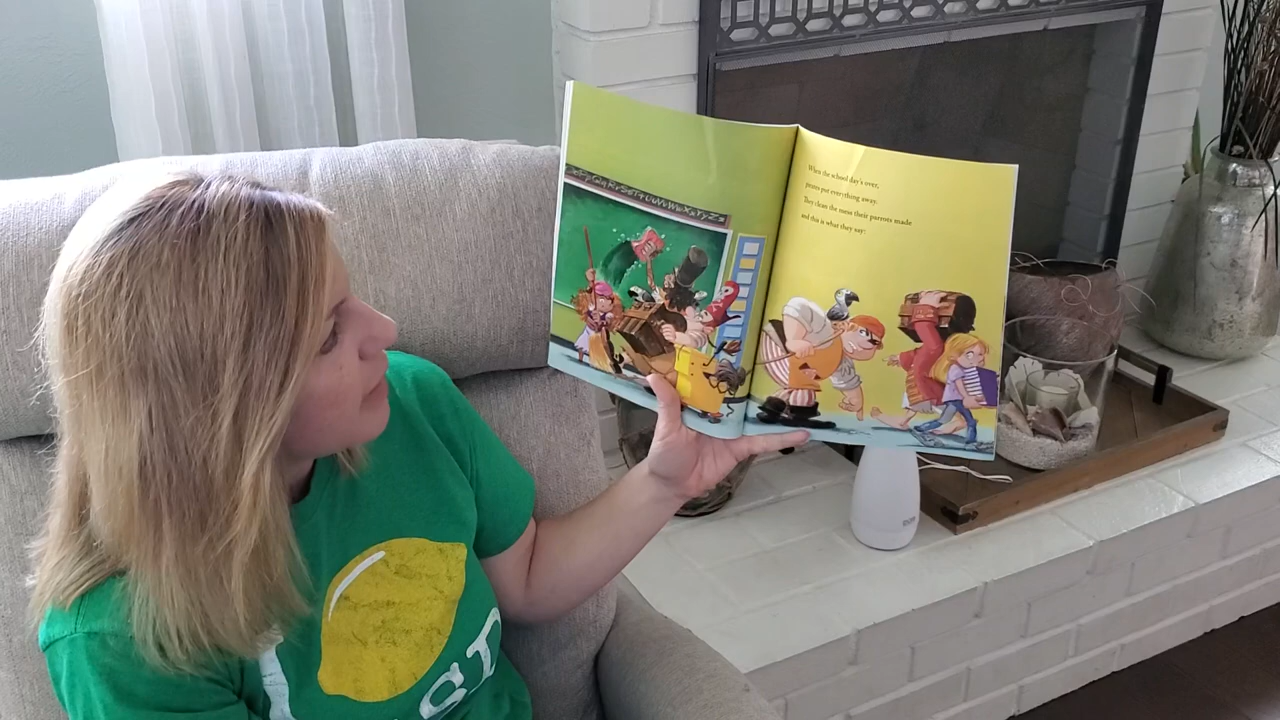 PpQqRrSsTtUuVvWwXxYyZz
When the school day's over,
pirates put everything away.
They clean the mess their parents made
and this is what they say: